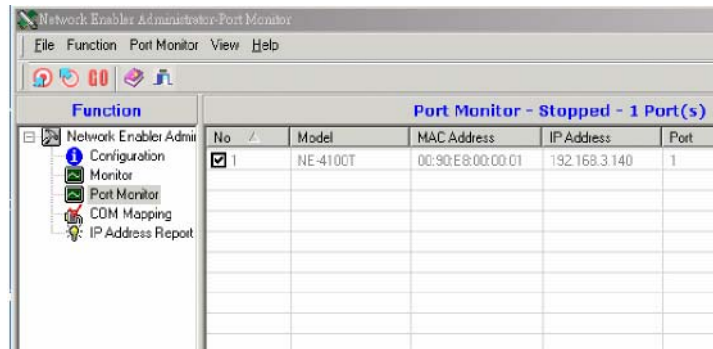 Network Enabler Administrator-Port Monitor
File Function Port Monitor View Help
GO
Function
Port Monitor - Stopped - 1 Port(s)
Network Enabler Admir
Configuration
Monitor
Port Monitor
COM Mapping
IP Address Report
No Model MAC Address IP Address Port
1 NE-4100T 00:90:E8:00:00:01 192.168.3.140 1